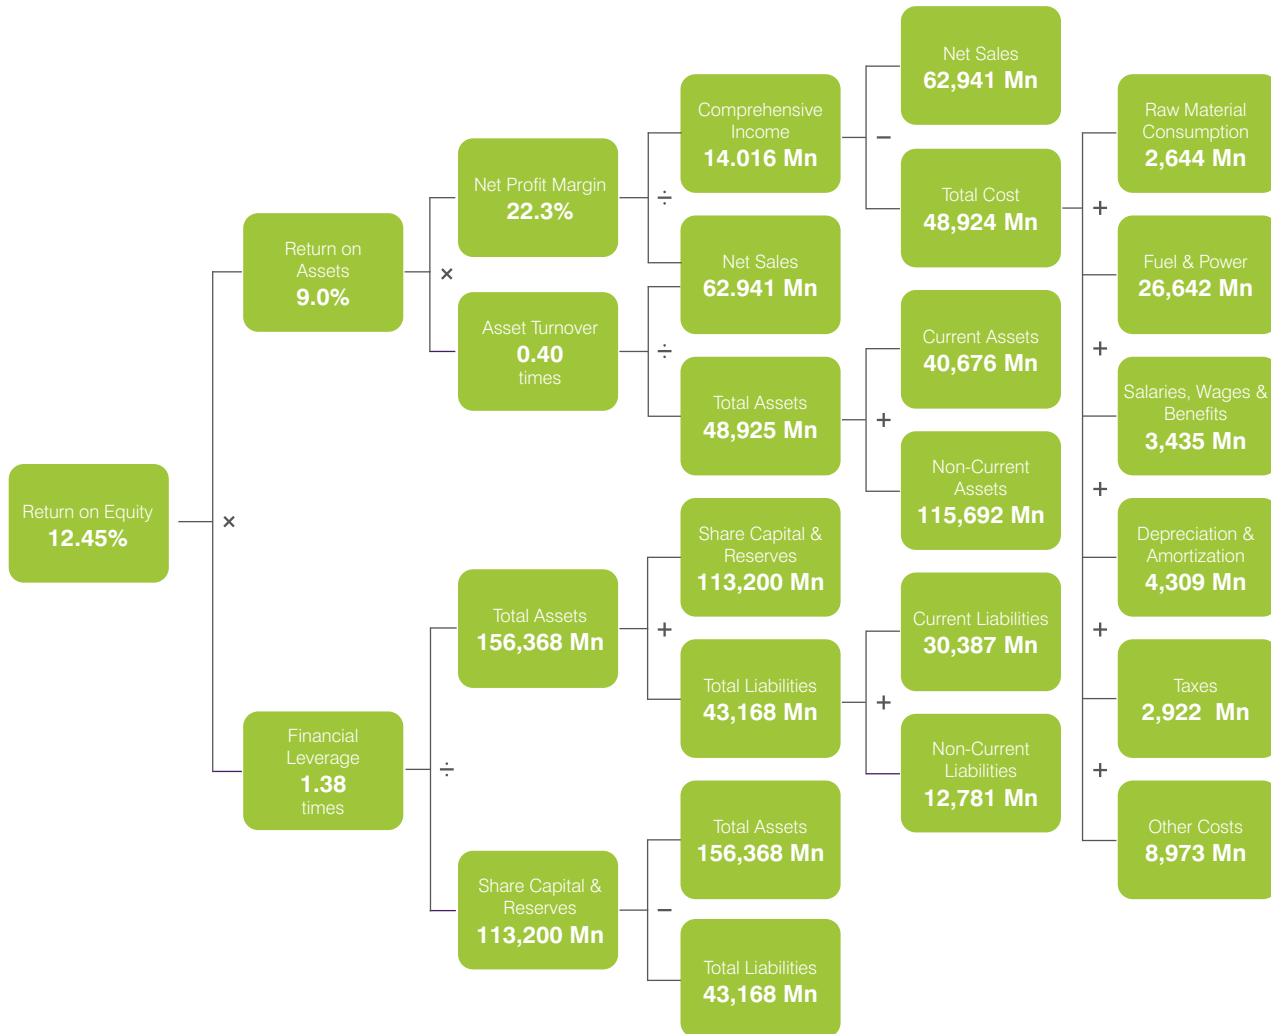 Return on Equity
12.45%
×
Return on
Assets
9.0%
Financial
Leverage
1.38
times
×
÷
Net Profit Margin
22.3%
Asset Turnover
0.40
times
Total Assets
156,368 Mn
Share Capital &
Reserves
113,200 Mn
÷
÷
+
−
Comprehensive
Income
14.016 Mn
Net Sales
62.941 Mn
Total Assets
48,925 Mn
Share Capital &
Reserves
113,200 Mn
Total Liabilities
43,168 Mn
Total Assets
156,368 Mn
Total Liabilities
43,168 Mn
−
+
+
Net Sales
62,941 Mn
Total Cost
48,924 Mn
Current Assets
40,676 Mn
Non-Current
Assets
115,692 Mn
Current Liabilities
30,387 Mn
Non-Current
Liabilities
12,781 Mn
Raw Material
Consumption
2,644 Mn
+
Fuel & Power
26,642 Mn
+
Salaries, Wages &
Benefits
3,435 Mn
+
Depreciation &
Amortization
4,309 Mn
+
Taxes
2,922 Mn
+
Other Costs
8,973 Mn